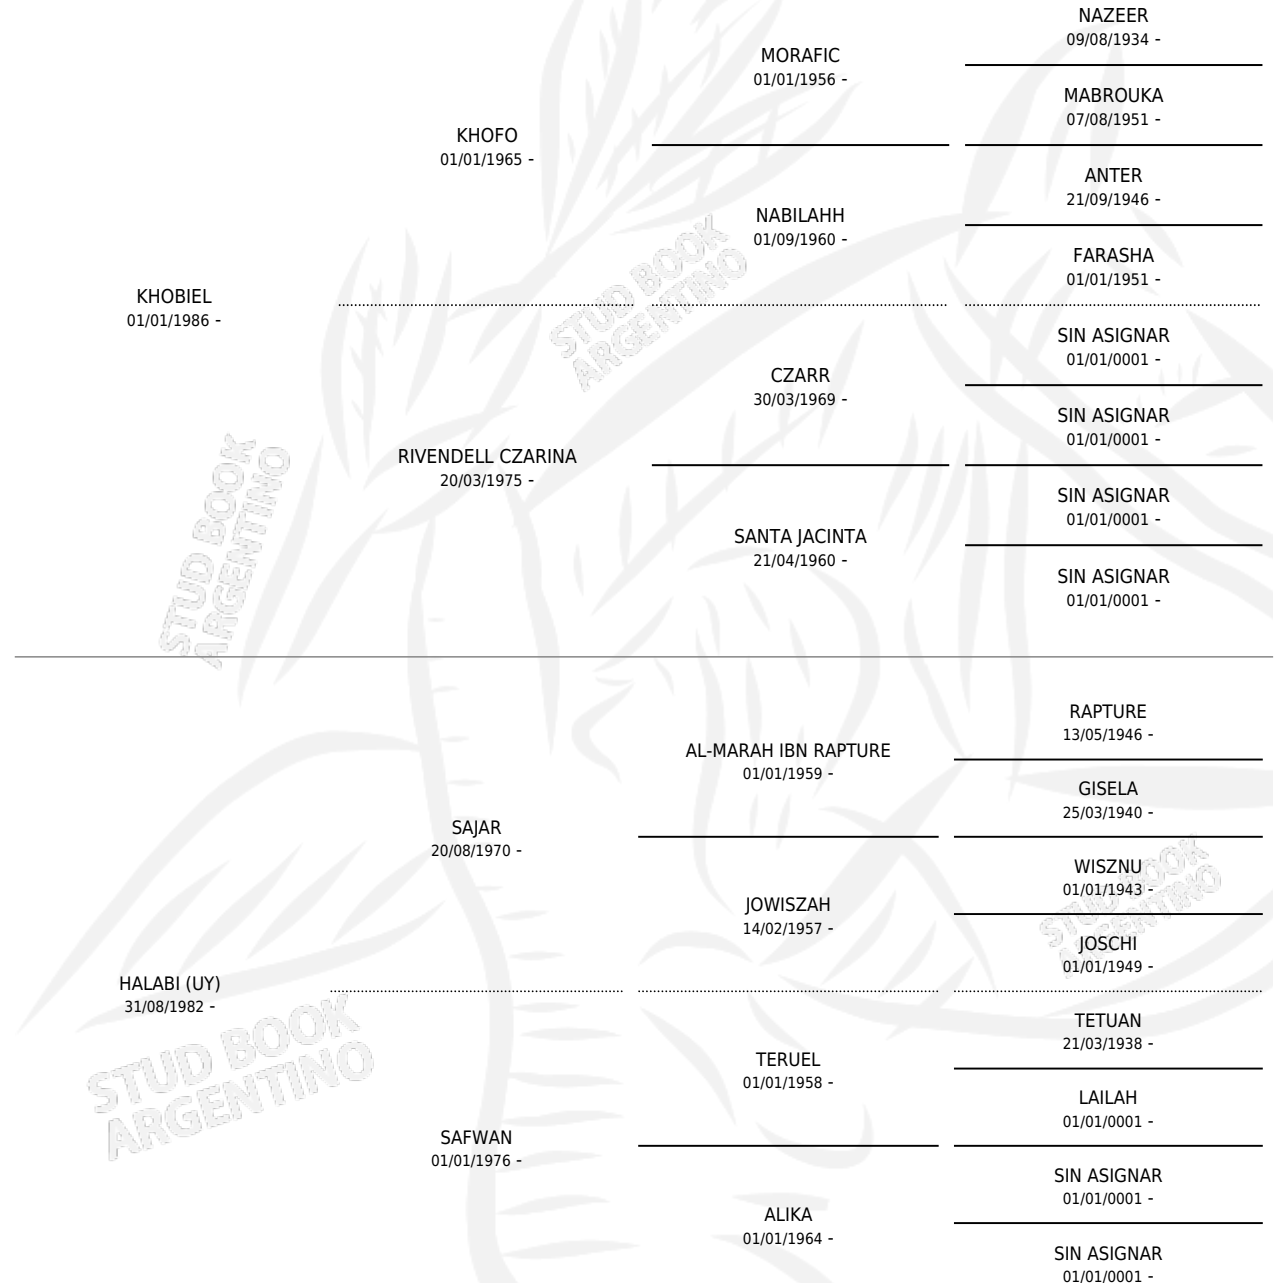 NAZEER
09/08/1934 -
MORAFIC
01/01/1956 -
MABROUKA
07/08/1951 -
KHOFO
01/01/1965 -
ANTER
21/09/1946 -
NABILAHH
01/09/1960 -
FARASHA
01/01/1951 -
KHOBIEL
01/01/1986 -
SIN ASIGNAR
01/01/0001 -
CZARR
30/03/1969 -
SIN ASIGNAR
01/01/0001 -
RIVENDELL CZARINA
20/03/1975 -
SIN ASIGNAR
01/01/0001 -
SANTA JACINTA
21/04/1960 -
SIN ASIGNAR
01/01/0001 -
RAPTURE
13/05/1946 -
AL-MARAH IBN RAPTURE
01/01/1959 -
GISELA
25/03/1940 -
SAJAR
20/08/1970 -
WISZNU
01/01/1943 -
JOWISZAH
14/02/1957 -
JOSCHI
01/01/1949 -
HALABI (UY)
31/08/1982 -
TETUAN
21/03/1938 -
TERUEL
01/01/1958 -
LAILAH
01/01/0001 -
SAFWAN
01/01/1976 -
SIN ASIGNAR
01/01/0001 -
ALIKA
01/01/1964 -
SIN ASIGNAR
01/01/0001 -
STUD BOOK
ARGENTINO
STUD BOOK
ARGENTINO
STUD BOOK
ARGENTINO
STUD BOOK
ARGENTINO